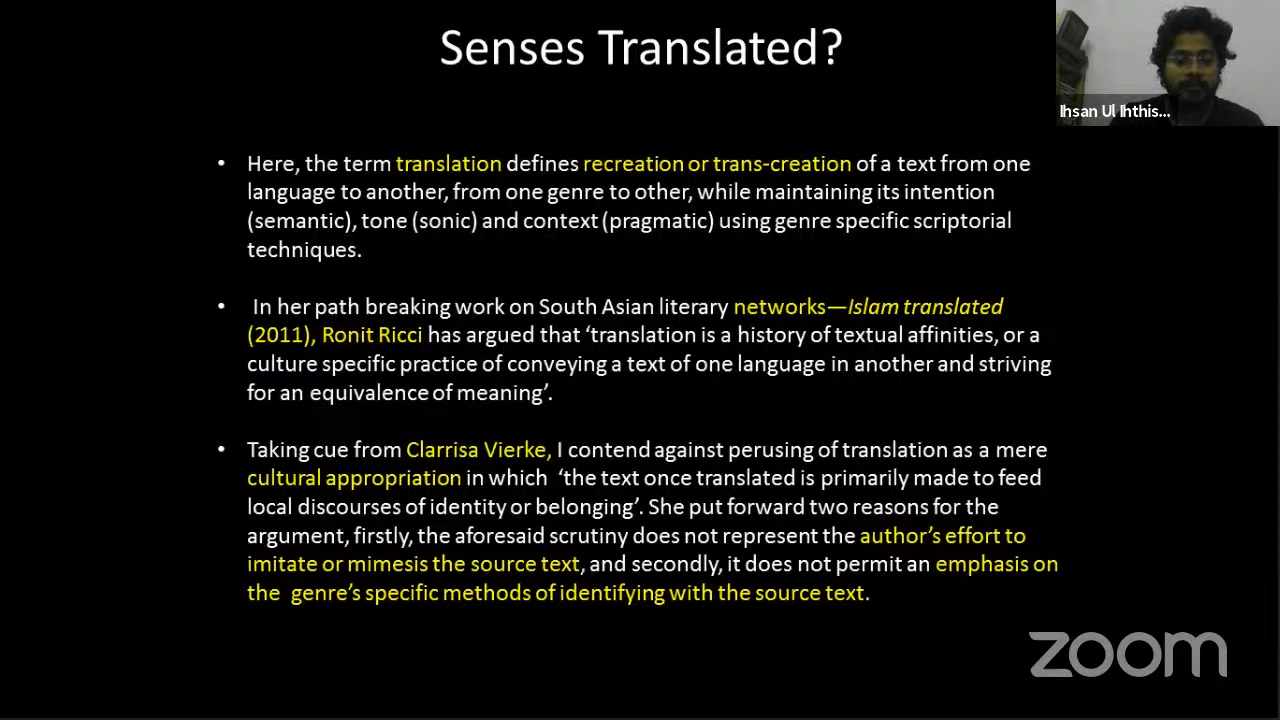 Senses Translated?
Ihsan Ul Ihthis...
• Here, the term translation defines recreation or trans-creation of a text from one
language to another, from one genre to other, while maintaining its intention
(semantic), tone (sonic) and context (pragmatic) using genre specific scriptorial
techniques.
• In her path breaking work on South Asian literary networks—Islam translated
(2011), Ronit Ricci has argued that ‘translation is a history of textual affinities, or a
culture specific practice of conveying a text of one language in another and striving
for an equivalence of meaning’.
• Taking cue from Clarrisa Vierke, I contend against perusing of translation as a mere
cultural appropriation in which ‘the text once translated is primarily made to feed
local discourses of identity or belonging’. She put forward two reasons for the
argument, firstly, the aforesaid scrutiny does not represent the author’s effort to
imitate or mimesis the source text, and secondly, it does not permit an emphasis on
the genre’s specific methods of identifying with the source text.
zoom